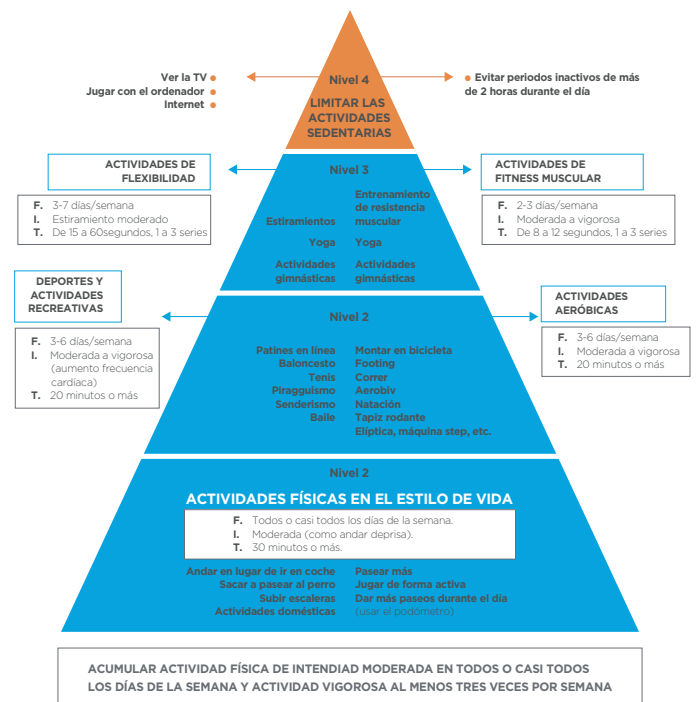 Nivel 4
LIMITAR LAS
ACTIVIDADES
SEDENTARIAS
Ver la TV ●
Jugar con el ordenador ●
Internet ●
● Evitar periodos inactivos de más
de 2 horas durante el día
ACTIVIDADES DE
FLEXIBILIDAD
F. 3-7 días/semana
I. Estiramiento moderado
T. De 15 a 60segundos, 1 a 3 series
Nivel 3
Estiramientos
Yoga
Actividades
gimnásticas
Entrenamiento
de resistencia
muscular
Yoga
Actividades
gimnásticas
ACTIVIDADES DE
FITNESS MUSCULAR
F. 2-3 días/semana
I. Moderada a vigorosa
T. De 8 a 12 segundos, 1 a 3 series
DEPORTES Y
ACTIVIDADES
RECREATIVAS
F. 3-6 días/semana
I. Moderada a vigorosa
(aumento frecuencia
cardíaca)
T. 20 minutos o más
Nivel 2
Patines en línea
Baloncesto
Tenis
Piragguismo
Senderismo
Baile
Montar en bicicleta
Footing
Correr
Aerobiv
Natación
Tapiz rodante
Elíptica, máquina step, etc.
ACTIVIDADES
AERÓBICAS
F. 3-6 días/semana
I. Moderada a vigorosa
T. 20 minutos o más
Nivel 2
ACTIVIDADES FÍSICAS EN EL ESTILO DE VIDA
F. Todos o casi todos los días de la semana.
I. Moderada (como andar deprisa).
T. 30 minutos o más.
Andar en lugar de ir en coche
Sacar a pasear al perro
Subir escaleras
Actividades domésticas
Pasear más
Jugar de forma activa
Dar más paseos durante el día
(usar el podómetro)
ACUMULAR ACTIVIDAD FÍSICA DE INTENDIAD MODERADA EN TODOS O CASI TODOS
LOS DÍAS DE LA SEMANA Y ACTIVIDAD VIGOROSA AL MENOS TRES VECES POR SEMANA